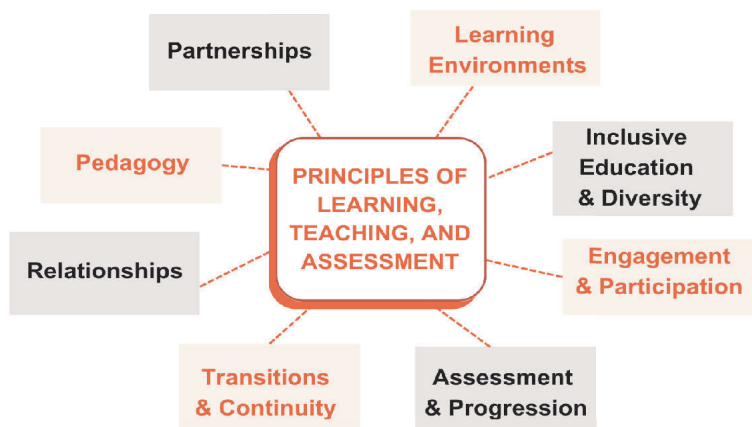 Partnerships
Learning
Environments
Pedagogy
Inclusive
Education
& Diversity
PRINCIPLES OF
LEARNING,
TEACHING, AND
ASSESSMENT
Relationships
Engagement
& Participation
Transitions
& Continuity
Assessment
& Progression